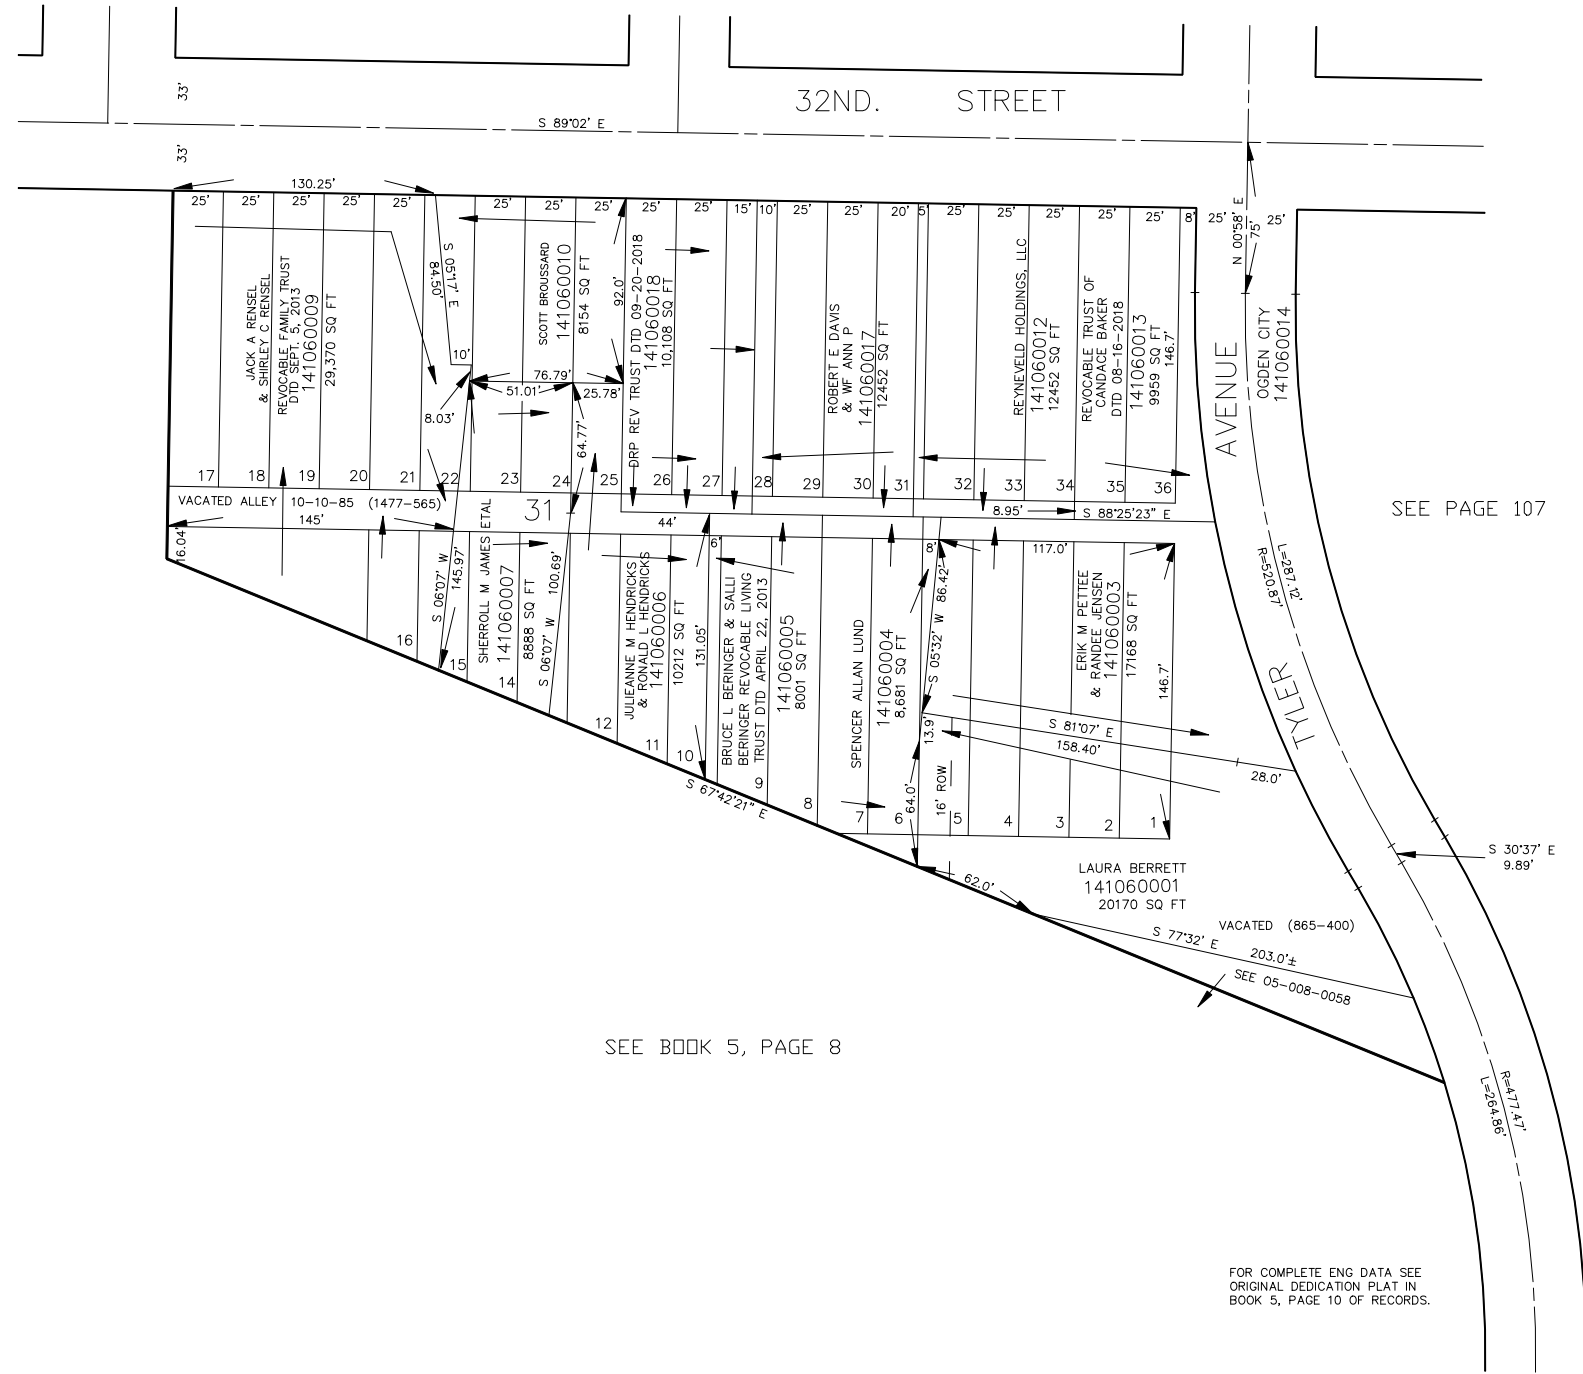 32ND. STREET
33'
33'
S 89°02' E
130.25'
25' 25' 25' 25' 25' 25' 25' 25' 25' 25' 15' 10' 25' 25' 20' 5' 25' 25' 25' 25' 25' 8' 25' 25'
N 00°58' E
75'
S 05°17' E
84.50'
JACK A RENSEL
& SHIRLEY C RENSEL
REVOCABLE FAMILY TRUST
DTD SEPT. 5, 2013
141060009
29,370 SQ FT
SCOTT BROUSSARD
141060010
8154 SQ FT
92.0'
DRP REV TRUST DTD 09-20-2018
141060018
10,108 SQ FT
ROBERT E DAVIS
& WF ANN P
141060017
12452 SQ FT
REYNEVELD HOLDINGS, LLC
141060012
12452 SQ FT
REVOCABLE TRUST OF
CANDACE BAKER
DTD 08-16-2018
141060013
9959 SQ FT
146.7'
OGDEN CITY
141060014
10'
76.79'
51.01'
25.78'
8.03'
64.77'
17 18 19 20 21 22 23 24 25 26 27 28 29 30 31 32 33 34 35 36
VACATED ALLEY 10-10-85 (1477-565)
145'
31
44'
8.95'
S 88°25'23" E
SEE PAGE 107
16.04'
S 06°07' W
145.97'
SHERROLL M JAMES ETAL
141060007
8888 SQ FT
S 06°07' W 100.69'
JULIEANNE M HENDRICKS
& RONALD L HENDRICKS
141060006
10212 SQ FT
131.05'
6'
BRUCE L BERINGER & SALLI
BERINGER REVOCABLE LIVING
TRUST DTD APRIL 22, 2013
141060005
8001 SQ FT
SPENCER ALLAN LUND
141060004
8,681 SQ FT
8'
S 05°32' W 86.42'
117.0'
ERIK M PETTEE
& RANDEE JENSEN
141060003
17168 SQ FT
146.7'
L=287.12'
R=520.87'
TYLER AVENUE
S 81°07' E
158.40'
28.0'
13.9'
64.0'
16' ROW
16 15 14 12 11 10 9 8 7 6 5 4 3 2 1
S 67°42'21" E
S 30°37' E
9.89'
62.0'
LAURA BERRETT
141060001
20170 SQ FT
VACATED (865-400)
S 77°32' E 203.0'±
SEE 05-008-0058
SEE BOOK 5, PAGE 8
R=477.47'
L=264.86'
FOR COMPLETE ENG DATA SEE
ORIGINAL DEDICATION PLAT IN
BOOK 5, PAGE 10 OF RECORDS.